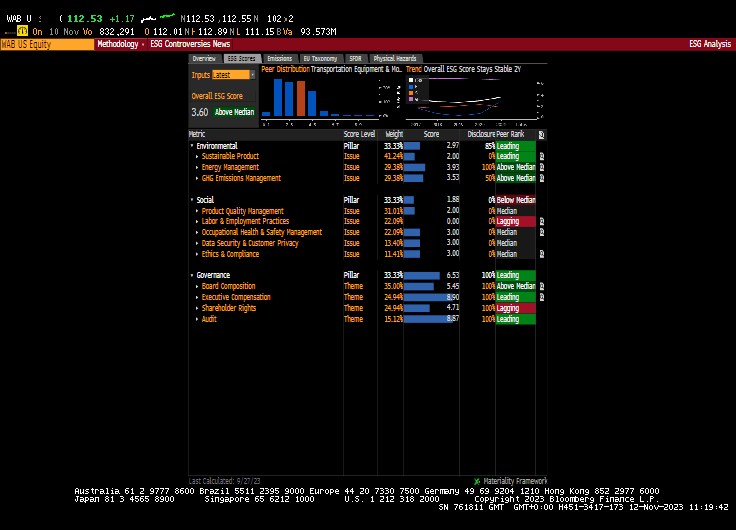 WAB U 112.53 +1.17 N112.53 , 112.55 N 102×2
On 10 Nov Vo 832,291 O 112.01N H 112.89N L 111.15B Va 93.573M
WAB US Equity Methodology ESG Controversies News ESG Analysis
Overview ESG Scores Emissions EU Taxonomy SFDR Physical Hazards
Inputs Latest Peer Distribution Transportation Equipment & Mo.. Trend Overall ESG Score Stays Stable 2Y
Overall ESG Score
3.60 Above Median
Metric Score Level Weight Score Disclosure Peer Rank
Environmental Pillar 33.33% 2.97 85% Leading
Sustainable Product Issue 41.24% 2.00 0% Leading
Energy Management Issue 29.38% 3.93 100% Above Median
GHG Emissions Management Issue 29.38% 3.53 50% Above Median
Social Pillar 33.33% 1.88 0% Below Median
Product Quality Management Issue 31.01% 2.00 0% Median
Labor & Employment Practices Issue 22.09% 0.00 0% Lagging
Occupational Health & Safety Management Issue 22.09% 3.00 0% Median
Data Security & Customer Privacy Issue 13.40% 3.00 0% Median
Ethics & Compliance Issue 11.41% 3.00 0% Median
Governance Pillar 33.33% 6.53 100% Leading
Board Composition Theme 35.00% 5.45 100% Above Median
Executive Compensation Theme 24.94% 8.90 100% Leading
Shareholder Rights Theme 24.94% 4.71 100% Lagging
Audit Theme 15.12% 8.87 100% Leading
Last Calculated: 9/27/23 Materiality Framework
Australia 61 2 9777 8600 Brazil 5511 2395 9000 Europe 44 20 7330 7500 Germany 49 69 9204 1210 Hong Kong 852 2977 6000
Japan 81 3 4565 8900 Singapore 65 6212 1000 U.S. 1 212 318 2000 Copyright 2023 Bloomberg Finance L.P.
SN 761811 GMT GMT+0:00 H451-3417-173 12-Nov-2023 11:19:42